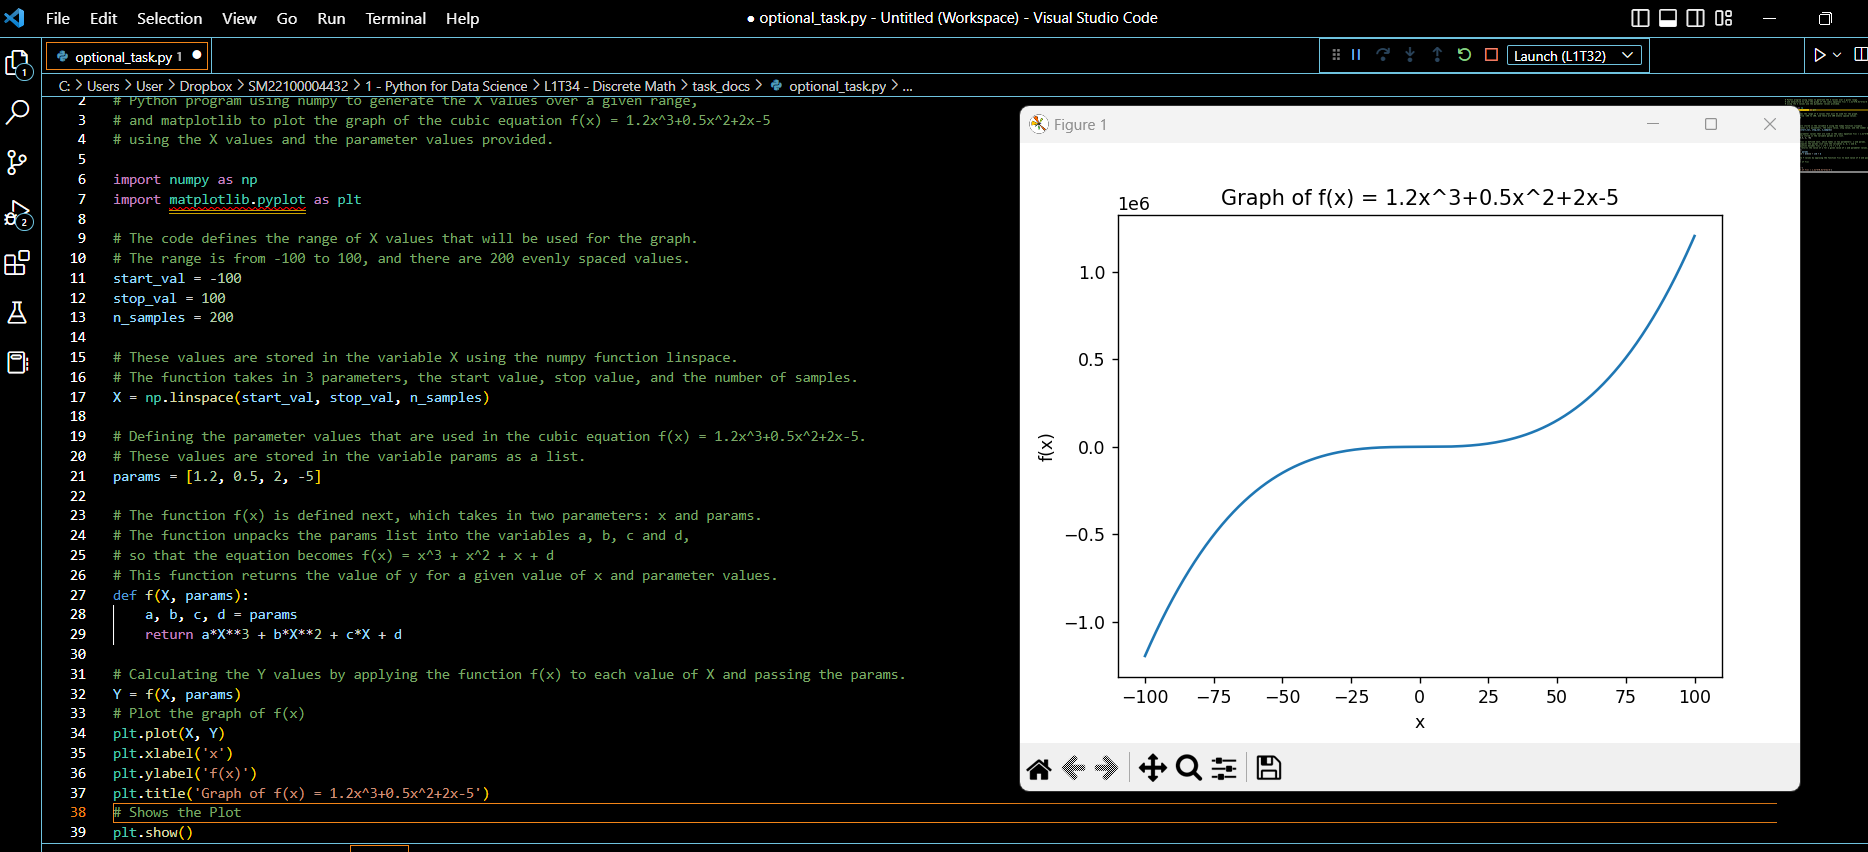 File Edit Selection View Go Run Terminal Help
● optional_task.py - Untitled (Workspace) - Visual Studio Code
optional_task.py 1 ●
Launch (L1T32)
C: > Users > User > Dropbox > SM22100004432 > 1 - Python for Data Science > L1T34 - Discrete Math > task_docs > optional_task.py > ...
2 # Python program using numpy to generate the X values over a given range,
3 # and matplotlib to plot the graph of the cubic equation f(x) = 1.2x^3+0.5x^2+2x-5
4 # using the X values and the parameter values provided.
5
6 import numpy as np
7 import matplotlib.pyplot as plt
8
9 # The code defines the range of X values that will be used for the graph.
10 # The range is from -100 to 100, and there are 200 evenly spaced values.
11 start_val = -100
12 stop_val = 100
13 n_samples = 200
14
15 # These values are stored in the variable X using the numpy function linspace.
16 # The function takes in 3 parameters, the start value, stop value, and the number of samples.
17 X = np.linspace(start_val, stop_val, n_samples)
18
19 # Defining the parameter values that are used in the cubic equation f(x) = 1.2x^3+0.5x^2+2x-5.
20 # These values are stored in the variable params as a list.
21 params = [1.2, 0.5, 2, -5]
22
23 # The function f(x) is defined next, which takes in two parameters: x and params.
24 # The function unpacks the params list into the variables a, b, c and d,
25 # so that the equation becomes f(x) = x^3 + x^2 + x + d
26 # This function returns the value of y for a given value of x and parameter values.
27 def f(X, params):
28 a, b, c, d = params
29 return a*X**3 + b*X**2 + c*X + d
30
31 # Calculating the Y values by applying the function f(x) to each value of X and passing the params.
32 Y = f(X, params)
33 # Plot the graph of f(x)
34 plt.plot(X, Y)
35 plt.xlabel('x')
36 plt.ylabel('f(x)')
37 plt.title('Graph of f(x) = 1.2x^3+0.5x^2+2x-5')
38 # Shows the Plot
39 plt.show()
1
2
Figure 1
Graph of f(x) = 1.2x^3+0.5x^2+2x-5
1e6
1.0
0.5
0.0
−0.5
−1.0
f(x)
−100 −75 −50 −25 0 25 50 75 100
x